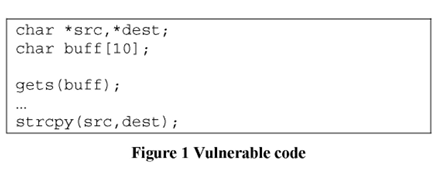 char *src,*dest;
char buff[10];
gets(buff);
…
strcpy(src,dest);
Figure 1 Vulnerable code